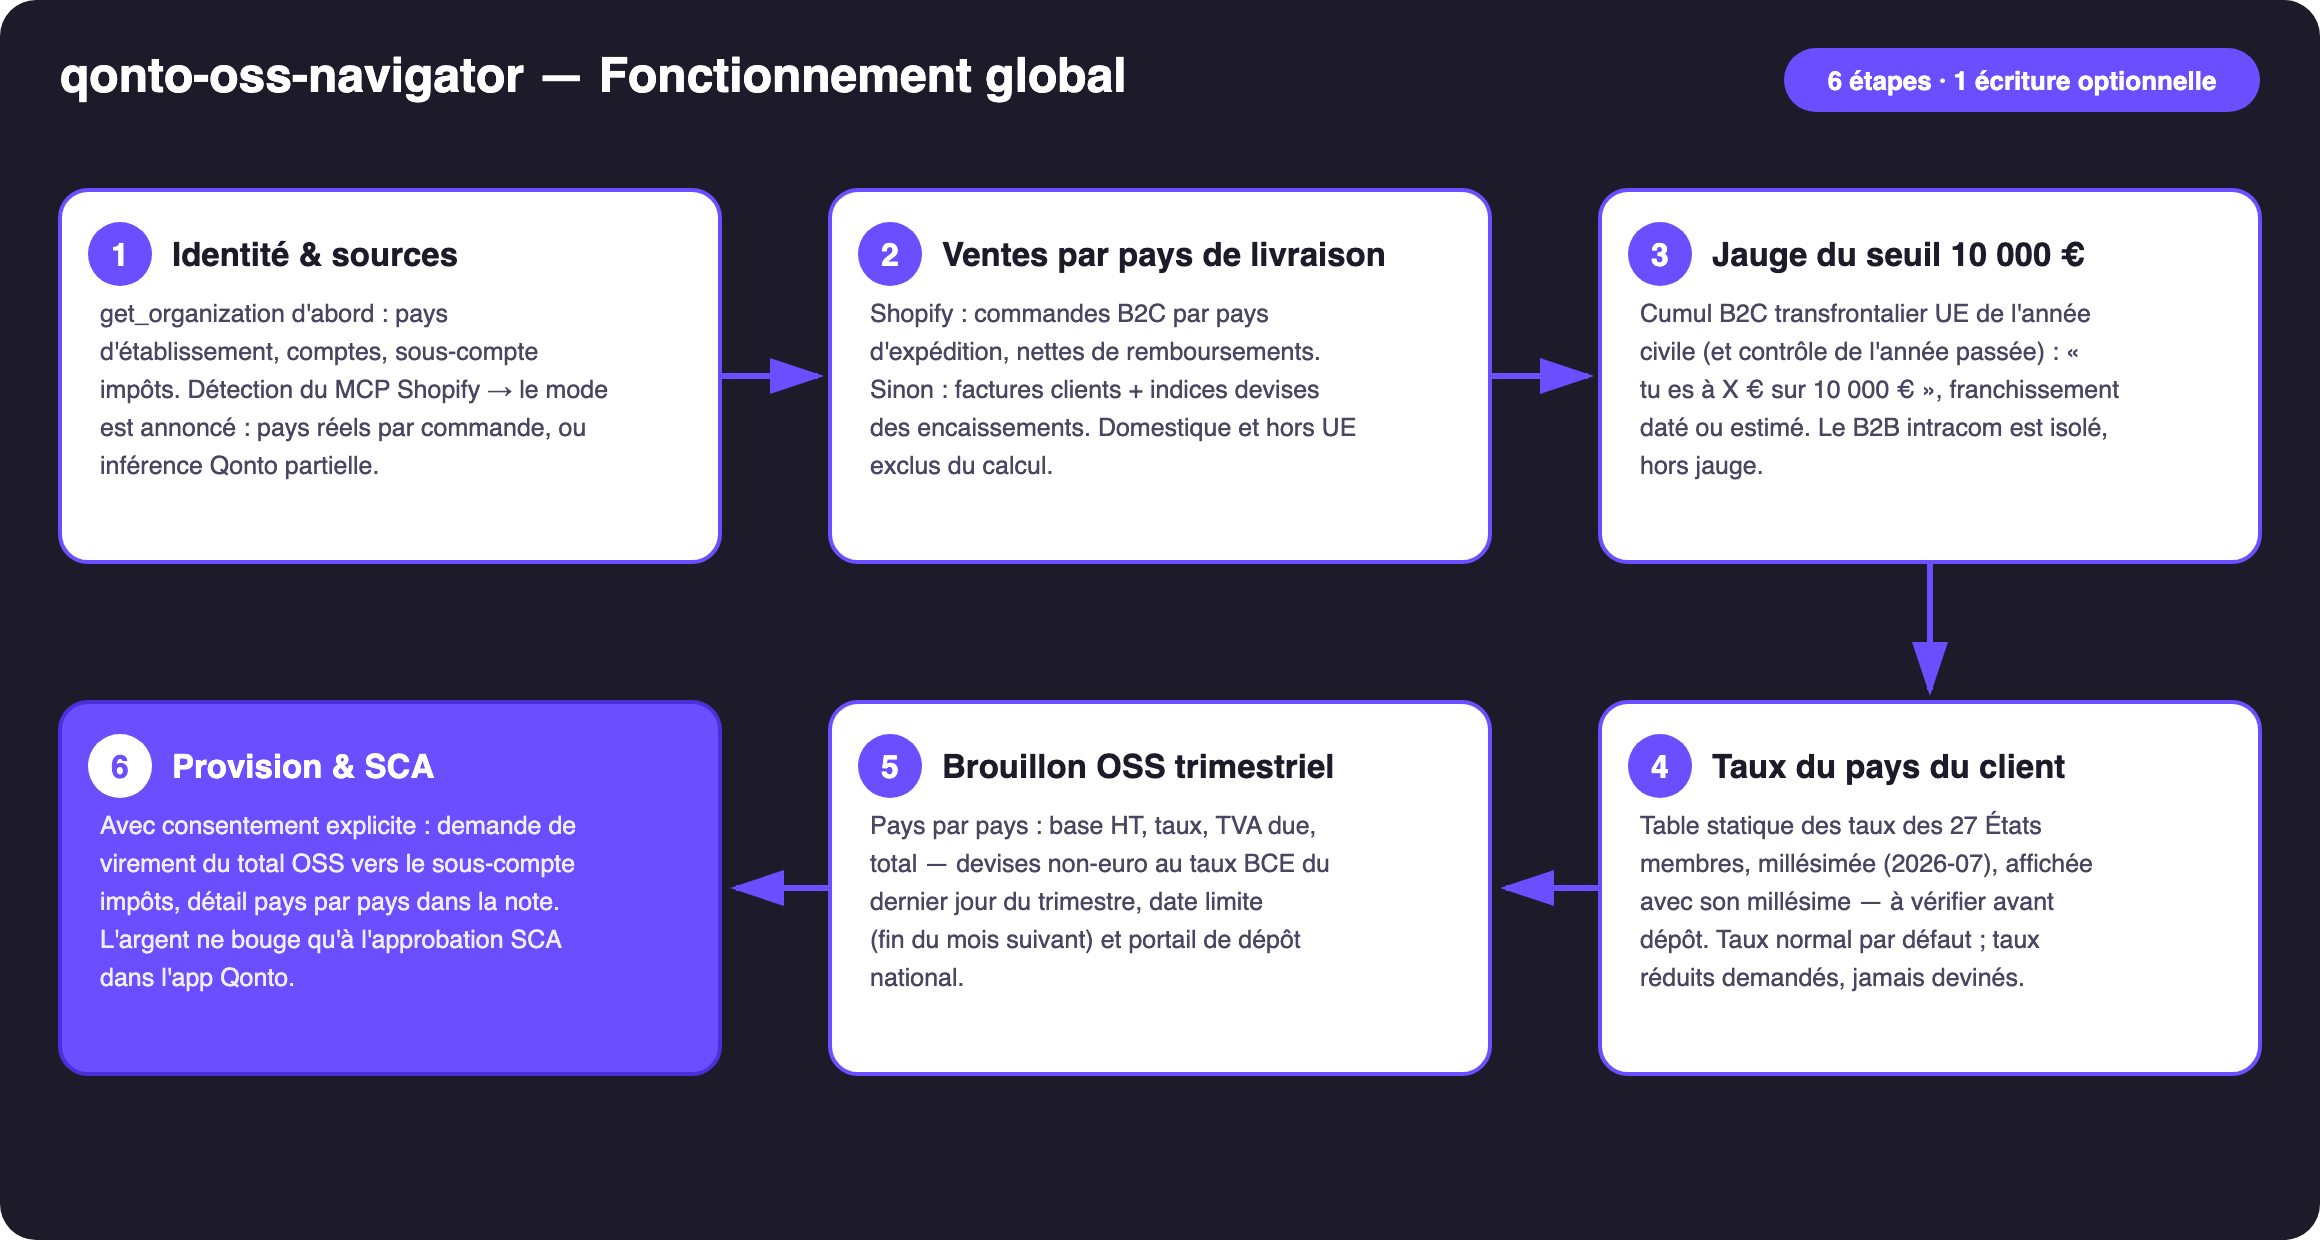 qonto-oss-navigator — Fonctionnement global
6 étapes · 1 écriture optionnelle
1
Identité & sources
get_organization d'abord : pays
d'établissement, comptes, sous-compte
impôts. Détection du MCP Shopify → le mode
est annoncé : pays réels par commande, ou
inférence Qonto partielle.
2
Ventes par pays de livraison
Shopify : commandes B2C par pays
d'expédition, nettes de remboursements.
Sinon : factures clients + indices devises
des encaissements. Domestique et hors UE
exclus du calcul.
3
Jauge du seuil 10 000 €
Cumul B2C transfrontalier UE de l'année
civile (et contrôle de l'année passée) : «
tu es à X € sur 10 000 € », franchissement
daté ou estimé. Le B2B intracom est isolé,
hors jauge.
4
Taux du pays du client
Table statique des taux des 27 États
membres, millésimée (2026-07), affichée
avec son millésime — à vérifier avant
dépôt. Taux normal par défaut ; taux
réduits demandés, jamais devinés.
5
Brouillon OSS trimestriel
Pays par pays : base HT, taux, TVA due,
total — devises non-euro au taux BCE du
dernier jour du trimestre, date limite
(fin du mois suivant) et portail de dépôt
national.
6
Provision & SCA
Avec consentement explicite : demande de
virement du total OSS vers le sous-compte
impôts, détail pays par pays dans la note.
L'argent ne bouge qu'à l'approbation SCA
dans l'app Qonto.